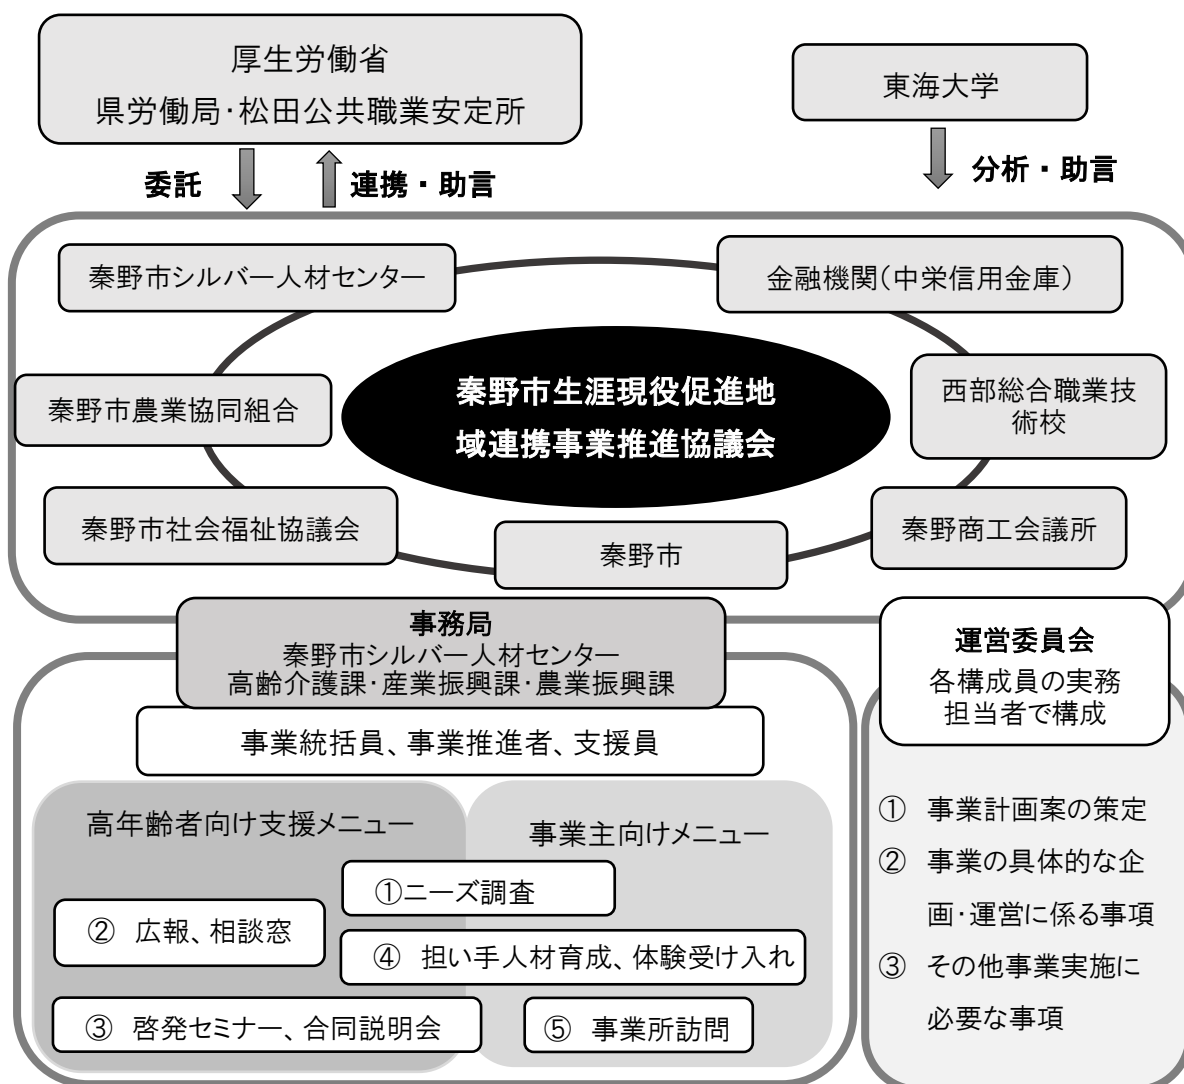 厚生労働省
県労働局・松田公共職業安定所
東海大学
委託
連携・助言
分析・助言
秦野市シルバー人材センター
金融機関(中栄信用金庫)
秦野市生涯現役促進地
域連携事業推進協議会
秦野市農業協同組合
西部総合職業技
術校
秦野市社会福祉協議会
秦野市
秦野商工会議所
事務局
秦野市シルバー人材センター
高齢介護課・産業振興課・農業振興課
事業統括員、事業推進者、支援員
高年齢者向け支援メニュー
事業主向けメニュー
①ニーズ調査
② 広報、相談窓
④ 担い手人材育成、体験受け入れ
③ 啓発セミナー、合同説明会
⑤ 事業所訪問
運営委員会
各構成員の実務
担当者で構成
① 事業計画案の策定
② 事業の具体的な企
画・運営に係る事項
③ その他事業実施に
必要な事項